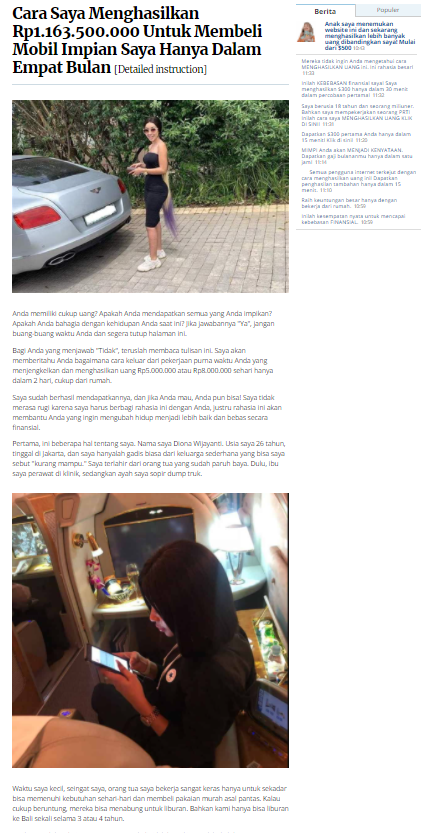 Cara Saya Menghasilkan
Rp1.163.500.000 Untuk Membeli
Mobil Impian Saya Hanya Dalam
Empat Bulan [Detailed instruction]
Anda memiliki cukup uang? Apakah Anda mendapatkan semua yang Anda impikan?
Apakah Anda bahagia dengan kehidupan Anda saat ini? Jika jawabannya "Ya", jangan
buang-buang waktu Anda dan segera tutup halaman ini.
Bagi Anda yang menjawab "Tidak", teruslah membaca tulisan ini. Saya akan
memberitahu Anda bagaimana cara keluar dari pekerjaan purna waktu Anda yang
menjengkelkan dan menghasilkan uang Rp5.000.000 atau Rp8.000.000 sehari hanya
dalam 2 hari, cukup dari rumah.
Saya sudah berhasil mendapatkannya, dan jika Anda mau, Anda pun bisa! Saya tidak
merasa rugi karena saya harus berbagi rahasia ini dengan Anda, justru rahasia ini akan
membantu Anda yang ingin mengubah hidup menjadi lebih baik dan bebas secara
finansial.
Pertama, ini beberapa hal tentang saya. Nama saya Diona Wijayanti. Usia saya 26 tahun,
tinggal di Jakarta, dan saya hanyalah gadis biasa dari keluarga sederhana yang bisa saya
sebut "kurang mampu." Saya terlahir dari orang tua yang sudah paruh baya. Dulu, ibu
saya perawat di klinik, sedangkan ayah saya sopir dump truk.
Waktu saya kecil, seingat saya, orang tua saya bekerja sangat keras hanya untuk sekadar
bisa memenuhi kebutuhan sehari-hari dan membeli pakaian murah asal pantas. Kalau
cukup beruntung, mereka bisa menabung untuk liburan. Bahkan kami hanya bisa liburan
ke Bali sekali selama 3 atau 4 tahun.
Berita
Populer
Anak saya menemukan
website ini dan sekarang
menghasilkan lebih banyak
uang dibandingkan saya! Mulai
dari $500 10:43
Mereka tidak ingin Anda mengetahui cara
MENGHASILKAN UANG ini. Ini rahasia besar!
11:33
Inilah KEBEBASAN finansial saya! Saya
menghasilkan $300 hanya dalam 30 menit
dalam percobaan pertama! 11:32
Saya berusia 18 tahun dan seorang miliuner.
Bahkan saya mempekerjakan seorang PRT!
Inilah cara saya MENGHASILKAN UANG KLIK
DI SINI! 11:31
Dapatkan $300 pertama Anda hanya dalam
15 menit! Klik di sini! 11:20
MIMPI Anda akan MENJADI KENYATAAN.
Dapatkan gaji bulananmu hanya dalam satu
jam! 11:14
Semua pengguna internet terkejut dengan
cara menghasilkan uang ini! Dapatkan
penghasilan tambahan hanya dalam 15
menit. 11:10
Raih keuntungan besar hanya dengan
bekerja dari rumah. 10:59
Inilah kesempatan nyata untuk mencapai
kebebasan FINANSIAL. 10:59